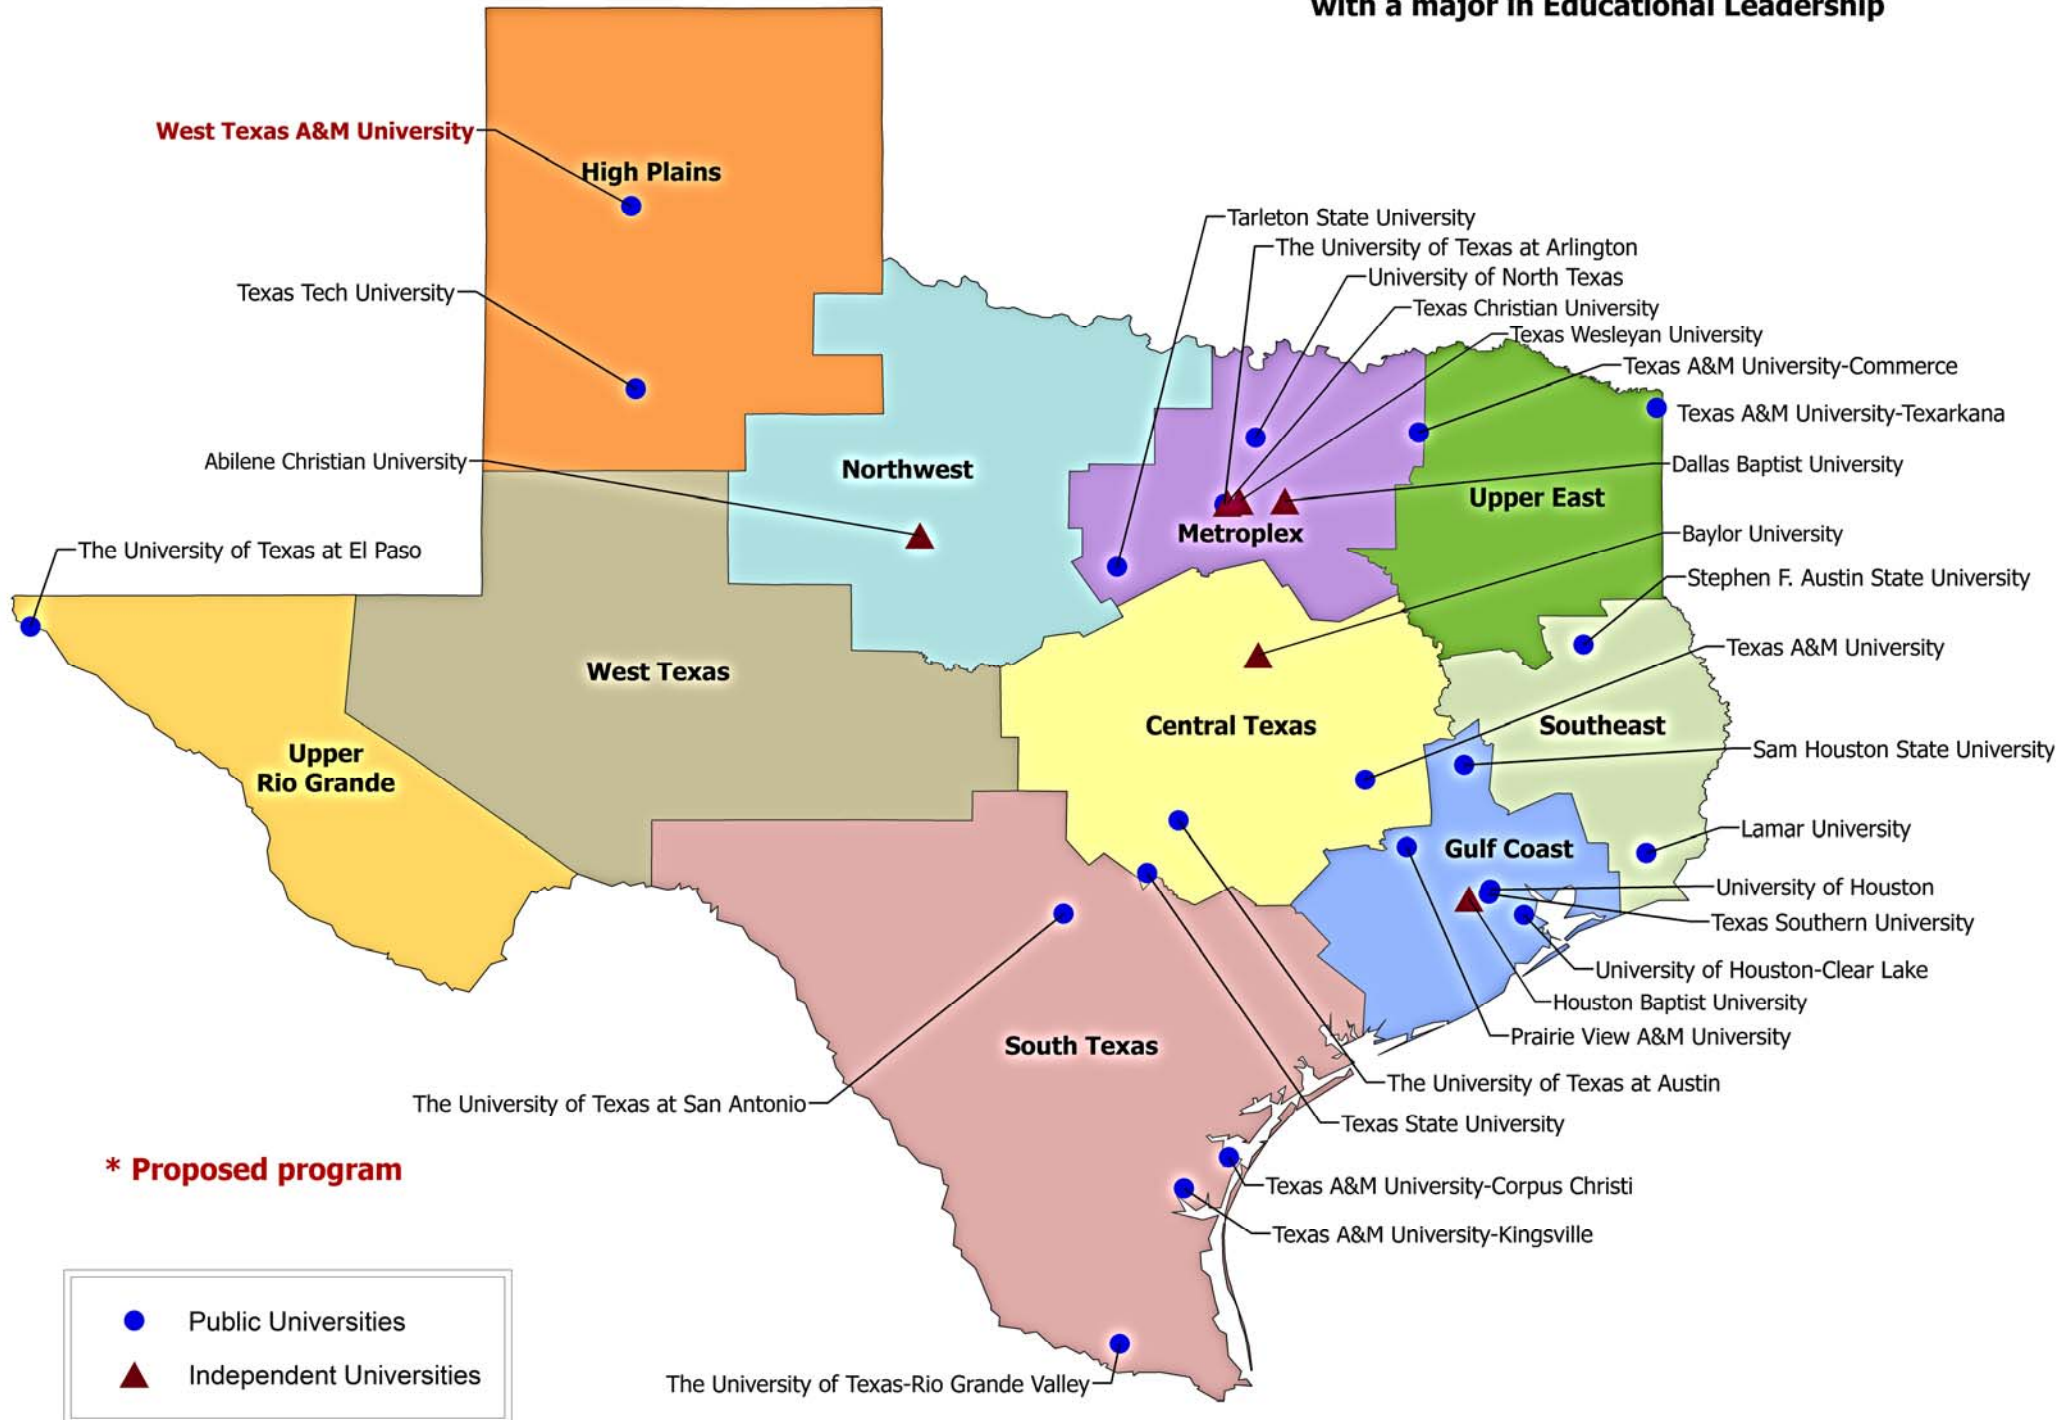 with a major in Educational Leadership
West Texas A&M University
High Plains
Tarleton State University
The University of Texas at Arlington
University of North Texas
Texas Tech University
Texas Christian University
Texas Wesleyan University
Texas A&M University-Commerce
Texas A&M University-Texarkana
Abilene Christian University
Northwest
Dallas Baptist University
Upper East
Metroplex
Baylor University
The University of Texas at El Paso
Stephen F. Austin State University
Texas A&M University
West Texas
Central Texas
Southeast
Sam Houston State University
Upper
Rio Grande
Lamar University
Gulf Coast
University of Houston
Texas Southern University
University of Houston-Clear Lake
Houston Baptist University
Prairie View A&M University
South Texas
The University of Texas at Austin
The University of Texas at San Antonio
Texas State University
* Proposed program
Texas A&M University-Corpus Christi
Texas A&M University-Kingsville
Public Universities
Independent Universities
The University of Texas-Rio Grande Valley